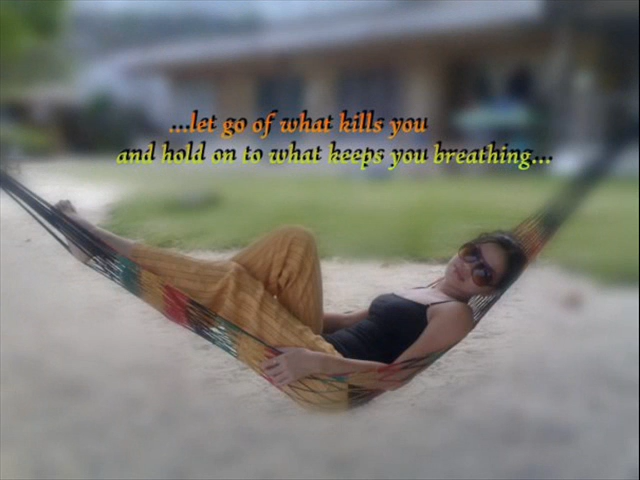 ...let go of what kills you
and hold on to what keeps you breathing...